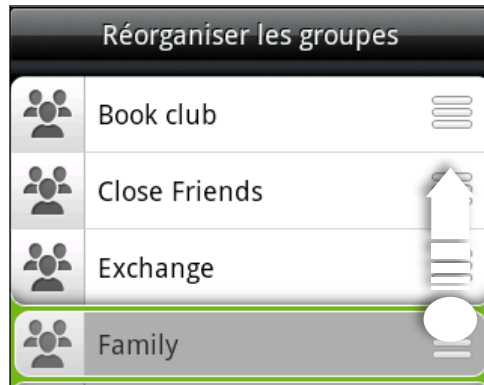 Réorganiser les groupes
Book club
Close Friends
Exchange
Family